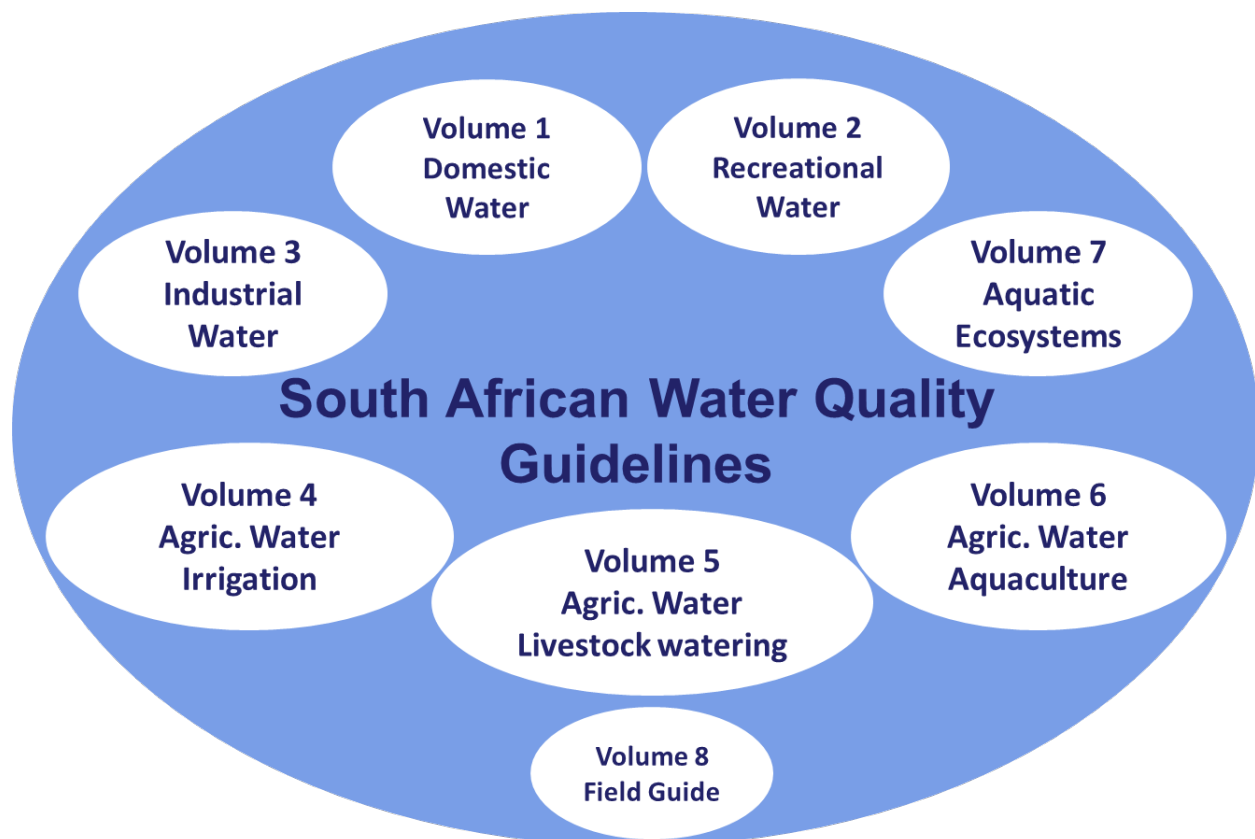 Volume 1
Domestic
Water
Volume 2
Recreational
Water
Volume 3
Industrial
Water
Volume 7
Aquatic
Ecosystems
South African Water Quality
Guidelines
Volume 4
Agric. Water
Irrigation
Volume 5
Agric. Water
Livestock watering
Volume 6
Agric. Water
Aquaculture
Volume 8
Field Guide